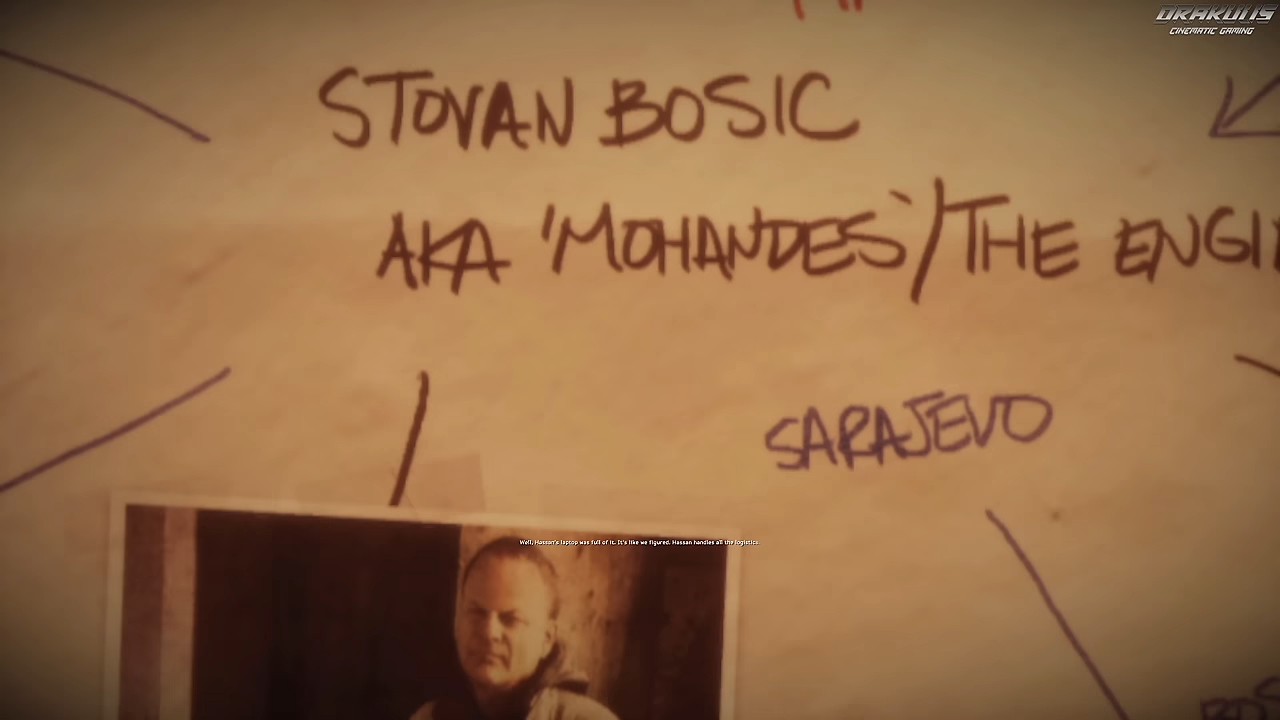 DRAKULIS
CINEMATIC GAMING
STOVAN BOSIC
AKA 'MOHANDES'/THE ENGI
SARAJEVO
Well, Hassan's laptop was full of it. It's like we figured. Hassan handles all the logistics.
BOS